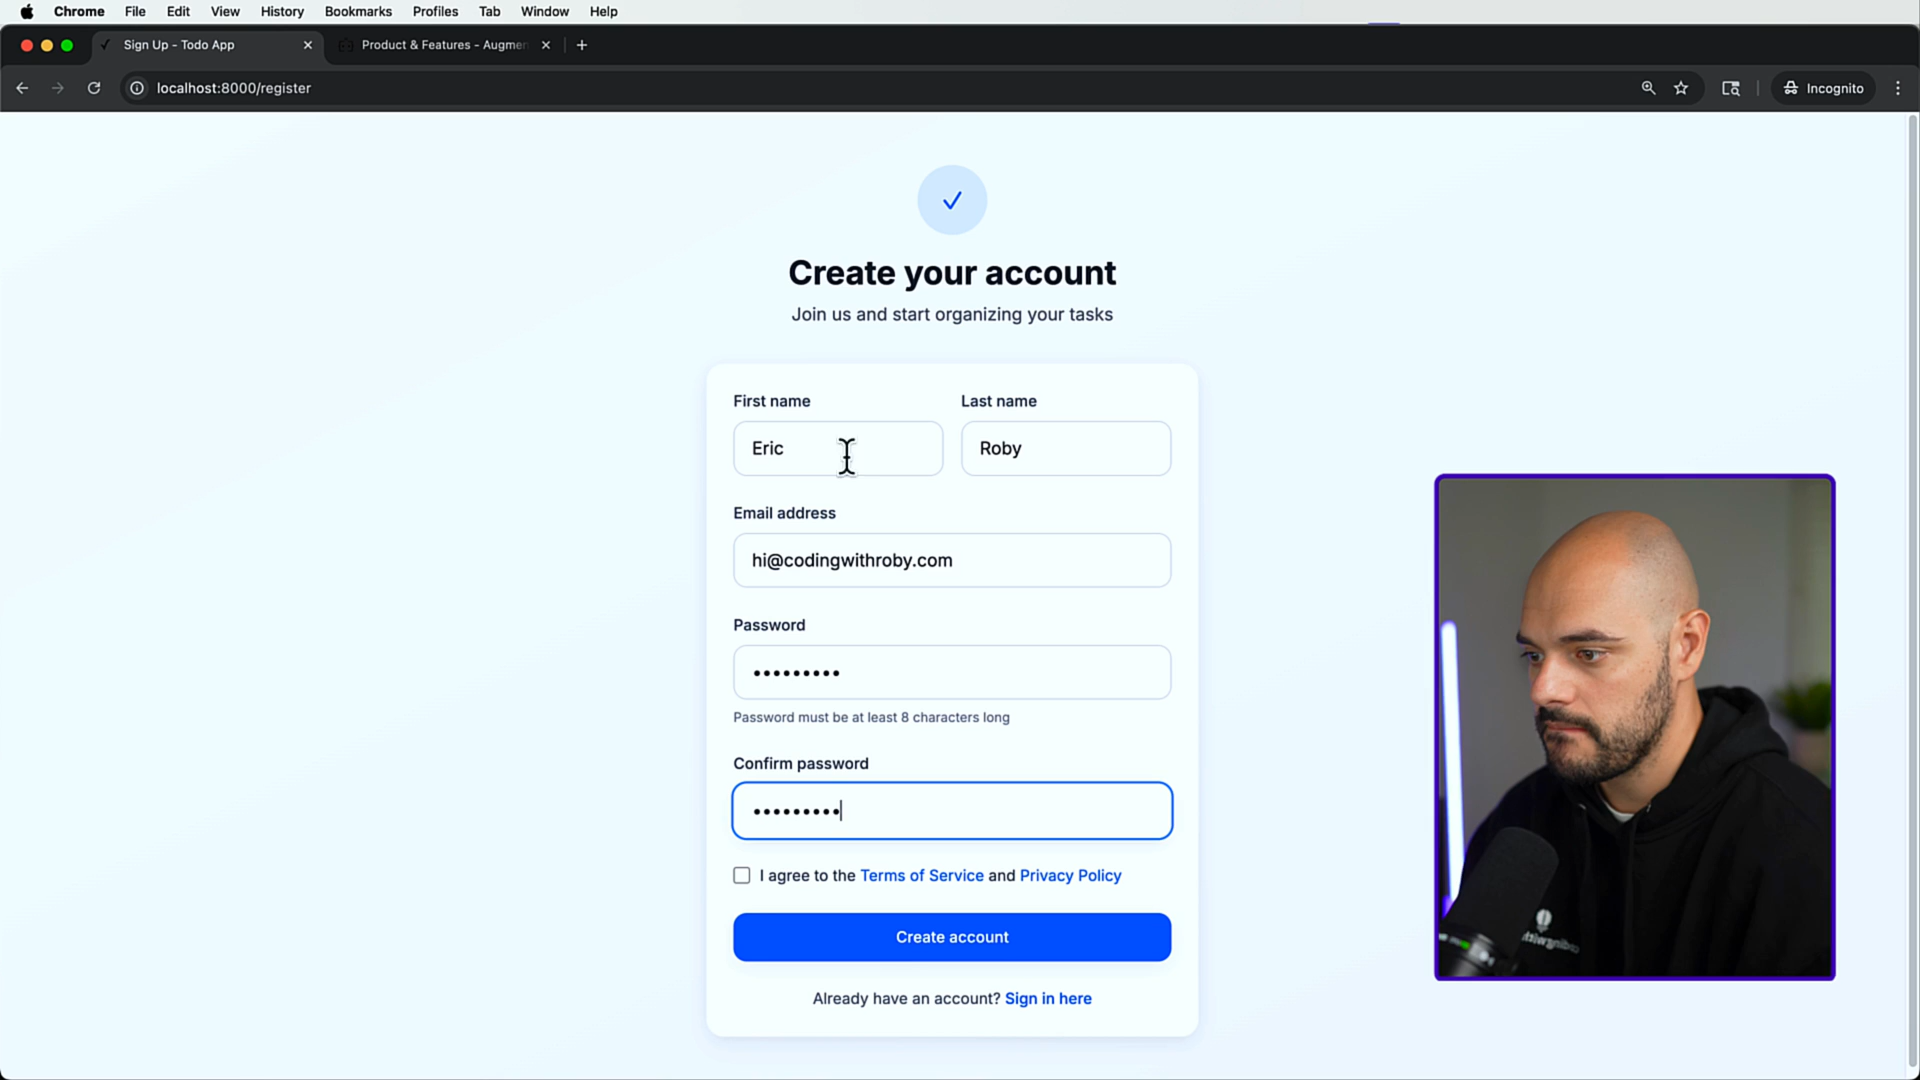 Chrome File Edit View History Bookmarks Profiles Tab Window Help
Sign Up - Todo App
Product & Features - Augmen
localhost:8000/register
Incognito
Create your account
Join us and start organizing your tasks
First name Last name
Eric Roby
Email address
hi@codingwithroby.com
Password
•••••••••
Password must be at least 8 characters long
Confirm password
•••••••••
I agree to the Terms of Service and Privacy Policy
Create account
Already have an account? Sign in here